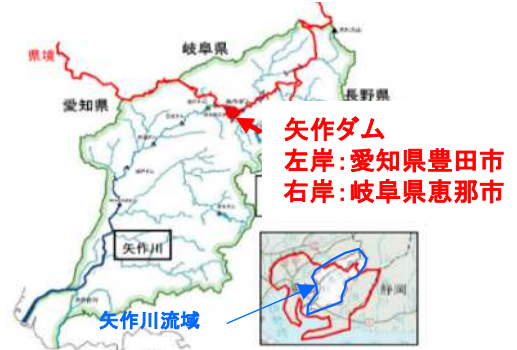 岐阜県
県境
長野県
愛知県
矢作ダム
左岸：愛知県豊田市
右岸：岐阜県恵那市
矢作川
静岡
矢作川流域